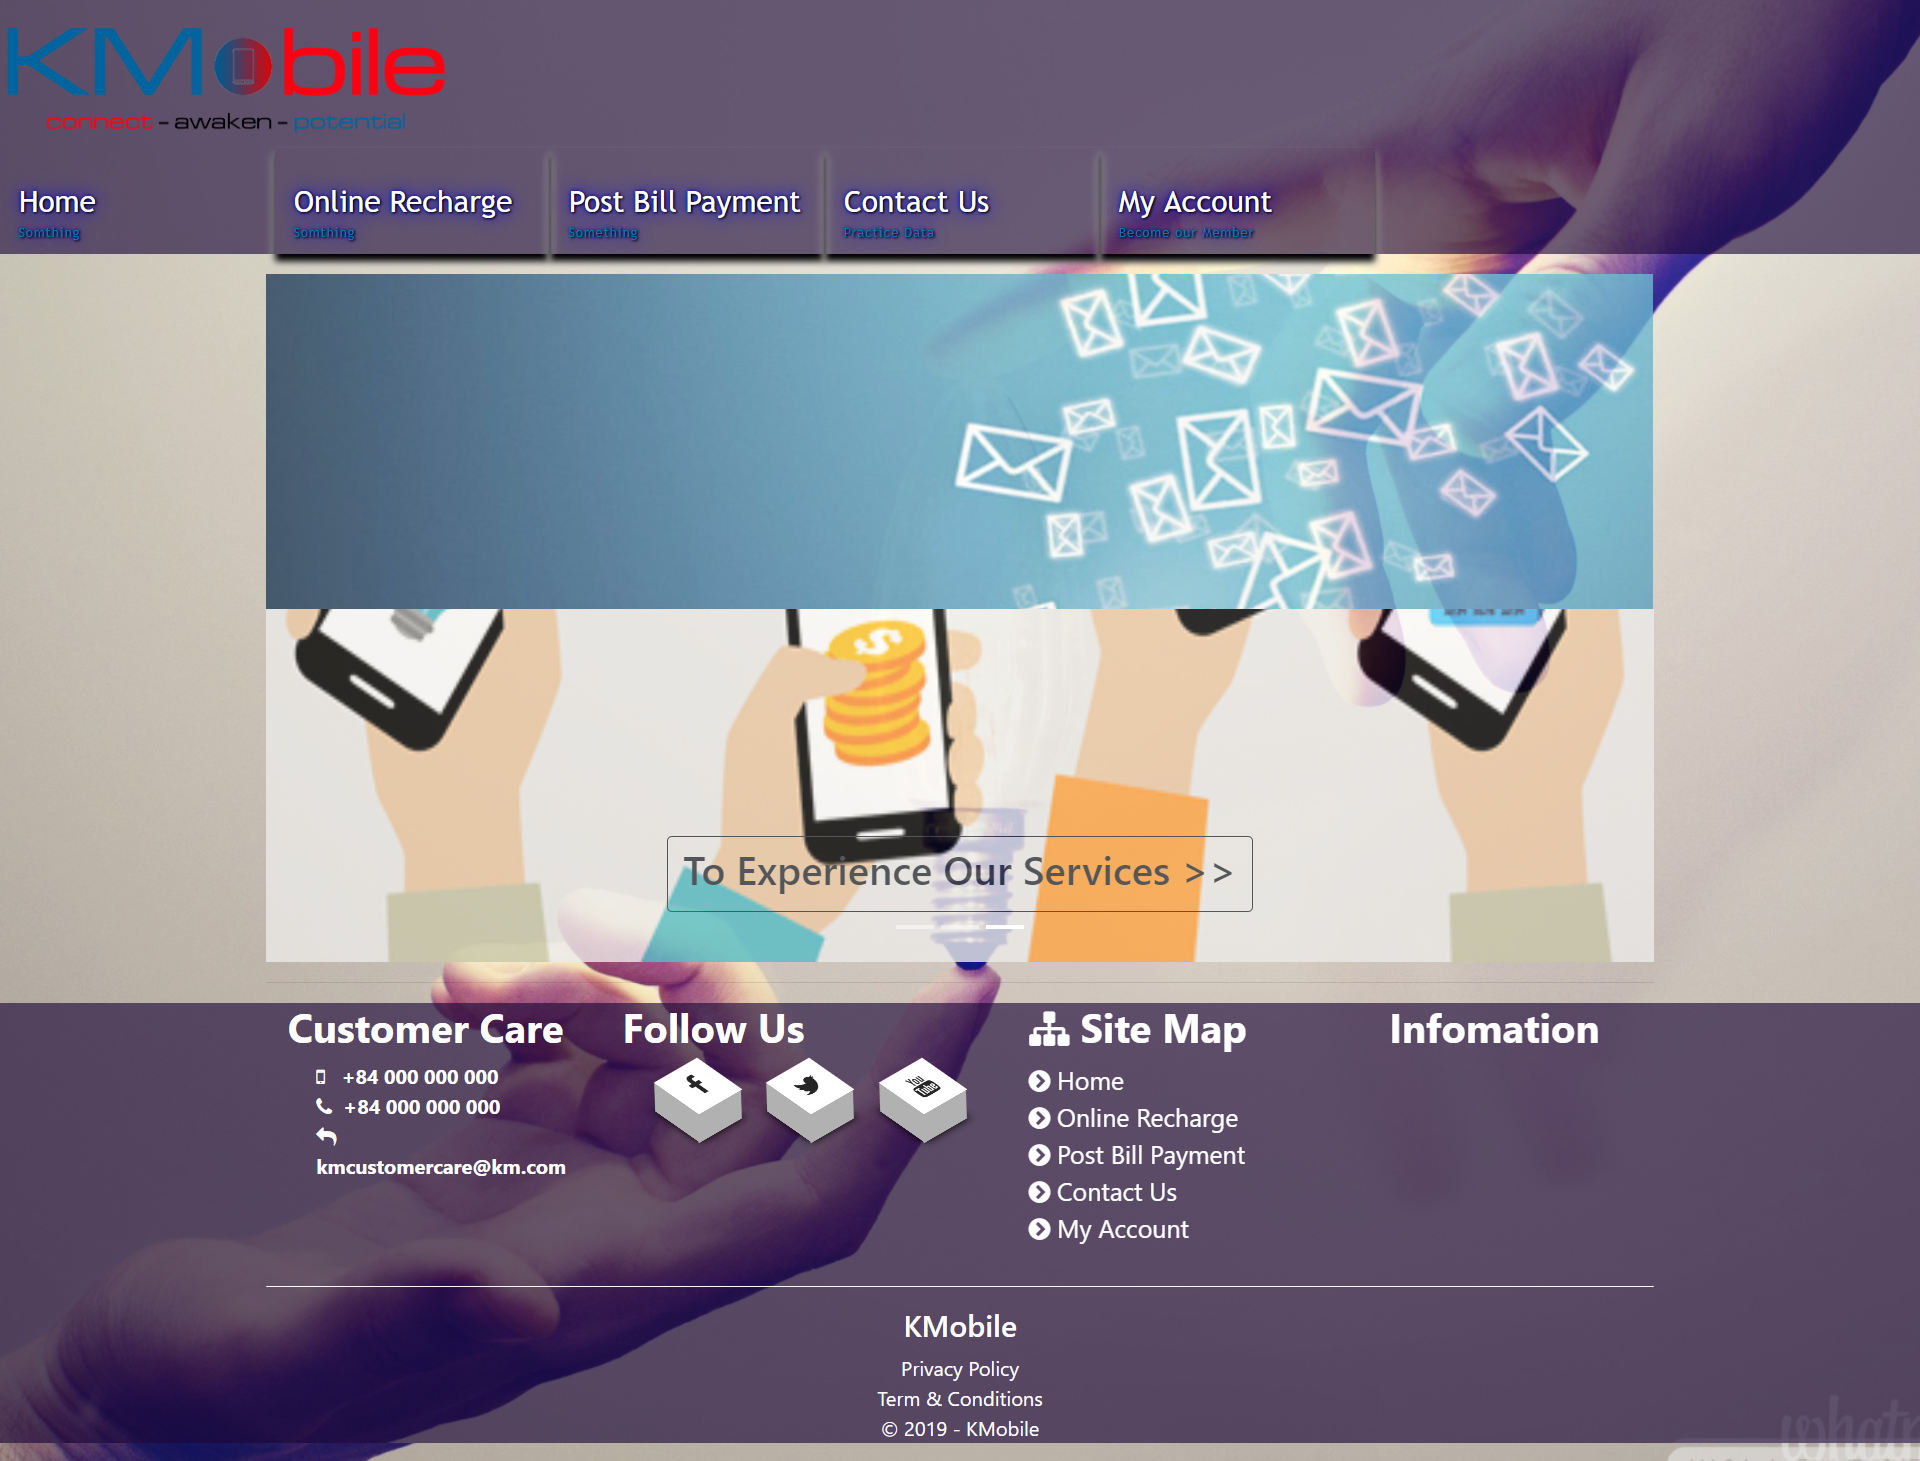 KMobile
connect - awaken - potential
Home
Somthing
Online Recharge
Somthing
Post Bill Payment
Something
Contact Us
Practice Data
My Account
Become our Member
To Experience Our Services >>
Customer Care
+84 000 000 000
+84 000 000 000
kmcustomercare@km.com
Follow Us
f
You Tube
Site Map
Home
Online Recharge
Post Bill Payment
Contact Us
My Account
Infomation
KMobile
Privacy Policy
Term & Conditions
© 2019 - KMobile